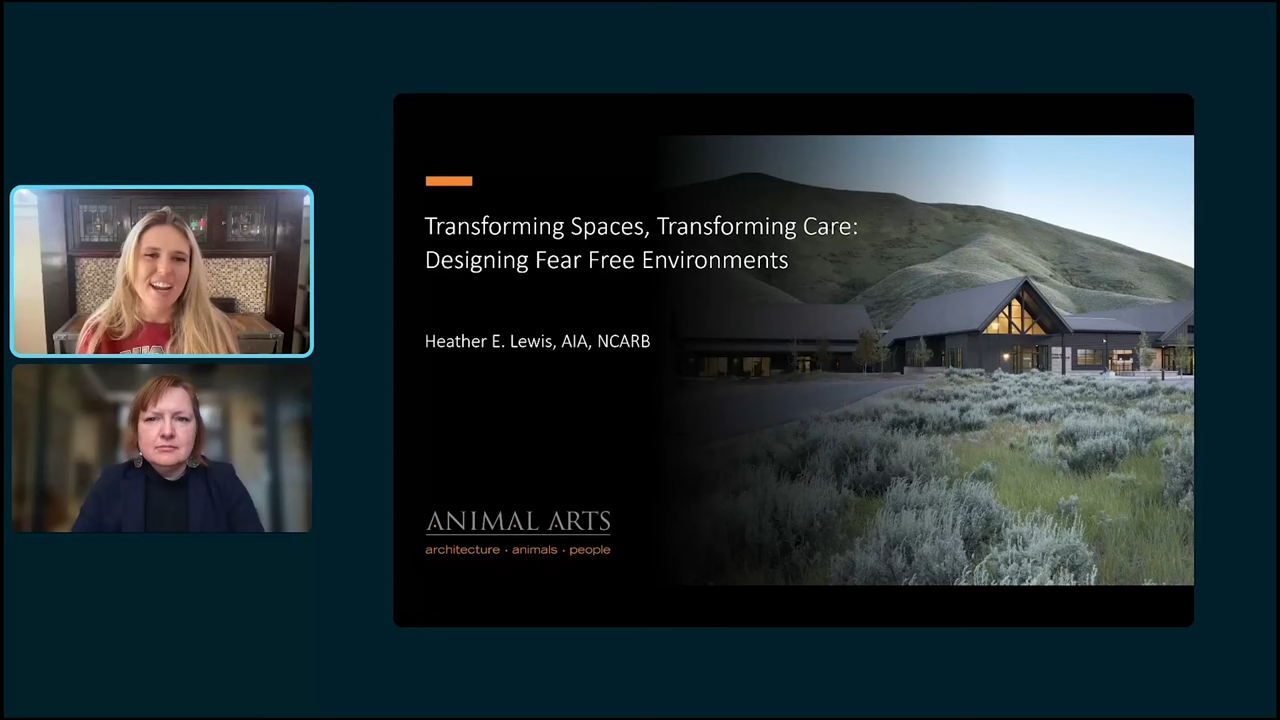 Transforming Spaces, Transforming Care:
Designing Fear Free Environments
Heather E. Lewis, AIA, NCARB
ANIMAL ARTS
architecture · animals · people